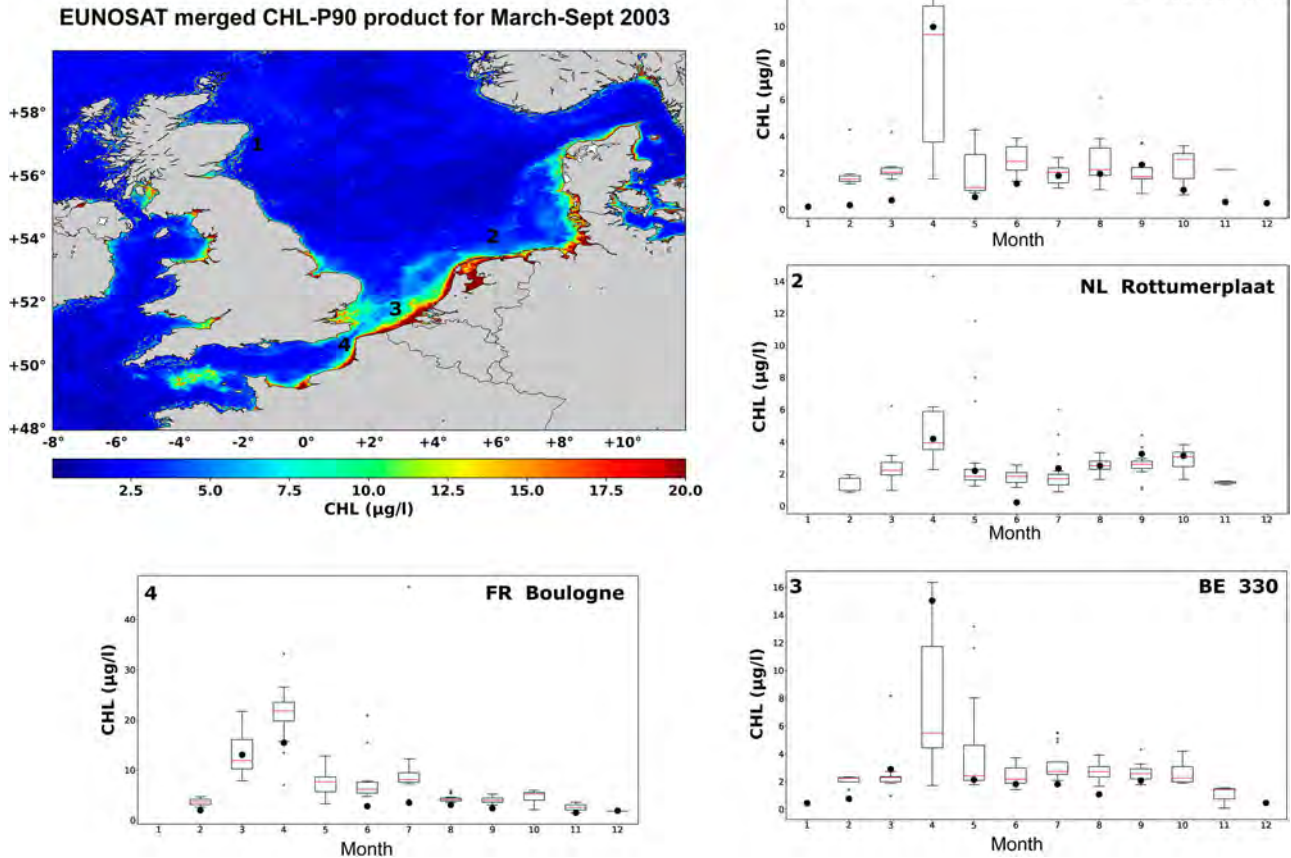 EUNOSAT merged CHL-P90 product for March-Sept 2003
+58°
+56°
+54°
+52°
+50°
+48°
-8° -6° -4° -2° 0° +2° +4° +6° +8° +10°
1
2
3
4
2.5 5.0 7.5 10.0 12.5 15.0 17.5 20.0
CHL (µg/l)
CHL (µg/l)
10
8
6
4
2
0
1 2 3 4 5 6 7 8 9 10 11 12
Month
2 NL Rottumerplaat
CHL (µg/l)
14
12
10
8
6
4
2
0
1 2 3 4 5 6 7 8 9 10 11 12
Month
4 FR Boulogne
CHL (µg/l)
40
30
20
10
0
1 2 3 4 5 6 7 8 9 10 11 12
Month
3 BE 330
CHL (µg/l)
16
14
12
10
8
6
4
2
0
1 2 3 4 5 6 7 8 9 10 11 12
Month